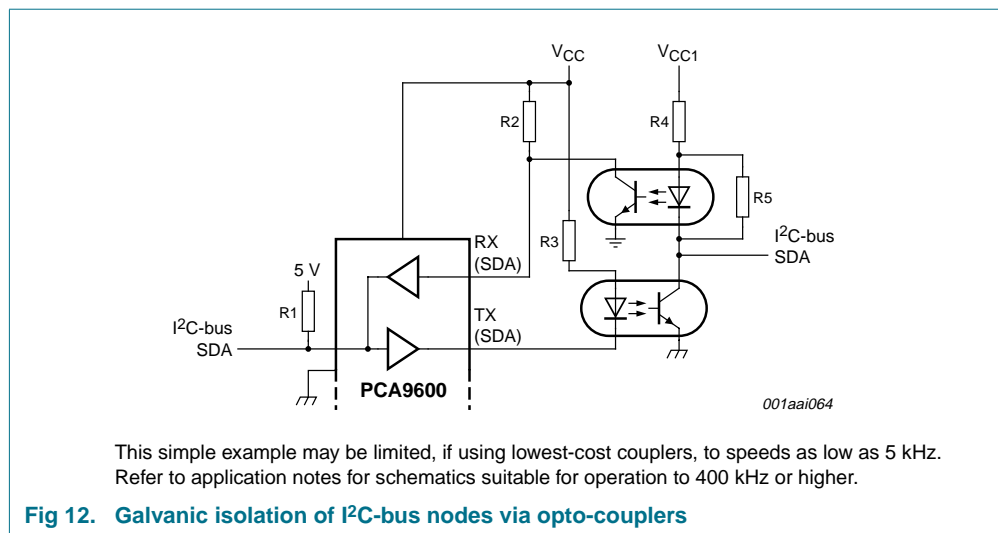 VCC
VCC1
R2
R4
R5
R3
I2C-bus
SDA
RX
(SDA)
5 V
R1
TX
(SDA)
I2C-bus
SDA
PCA9600
001aai064
This simple example may be limited, if using lowest-cost couplers, to speeds as low as 5 kHz.
Refer to application notes for schematics suitable for operation to 400 kHz or higher.
Fig 12. Galvanic isolation of I2C-bus nodes via opto-couplers